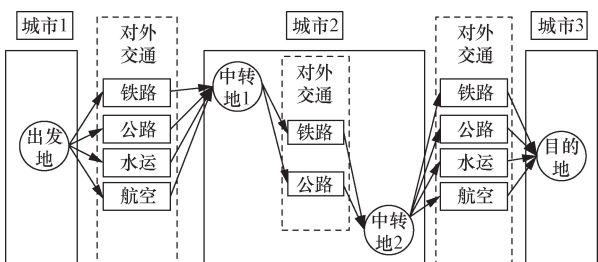 城市1
城市2
城市3
对外
交通
铁路
公路
水运
航空
出发
地
中转
地1
对外
交通
铁路
公路
中转
地2
对外
交通
铁路
公路
水运
航空
目的
地